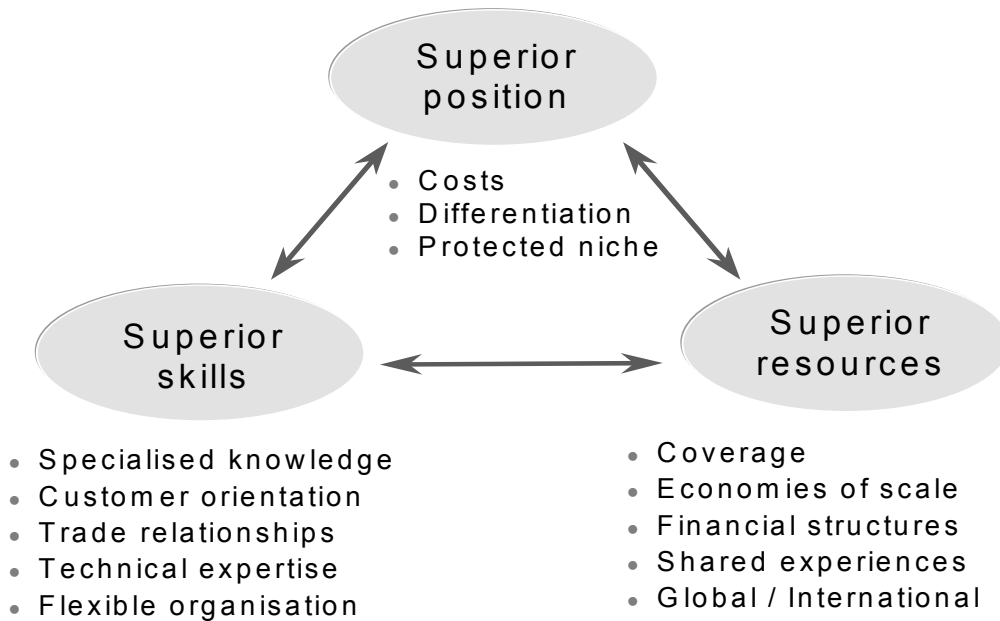 Superior
position
Costs
Differentiation
Protected niche
Superior
skills
Superior
resources
Specialised knowledge
Customer orientation
Trade relationships
Technical expertise
Flexible organisation
Coverage
Economies of scale
Financial structures
Shared experiences
Global / International